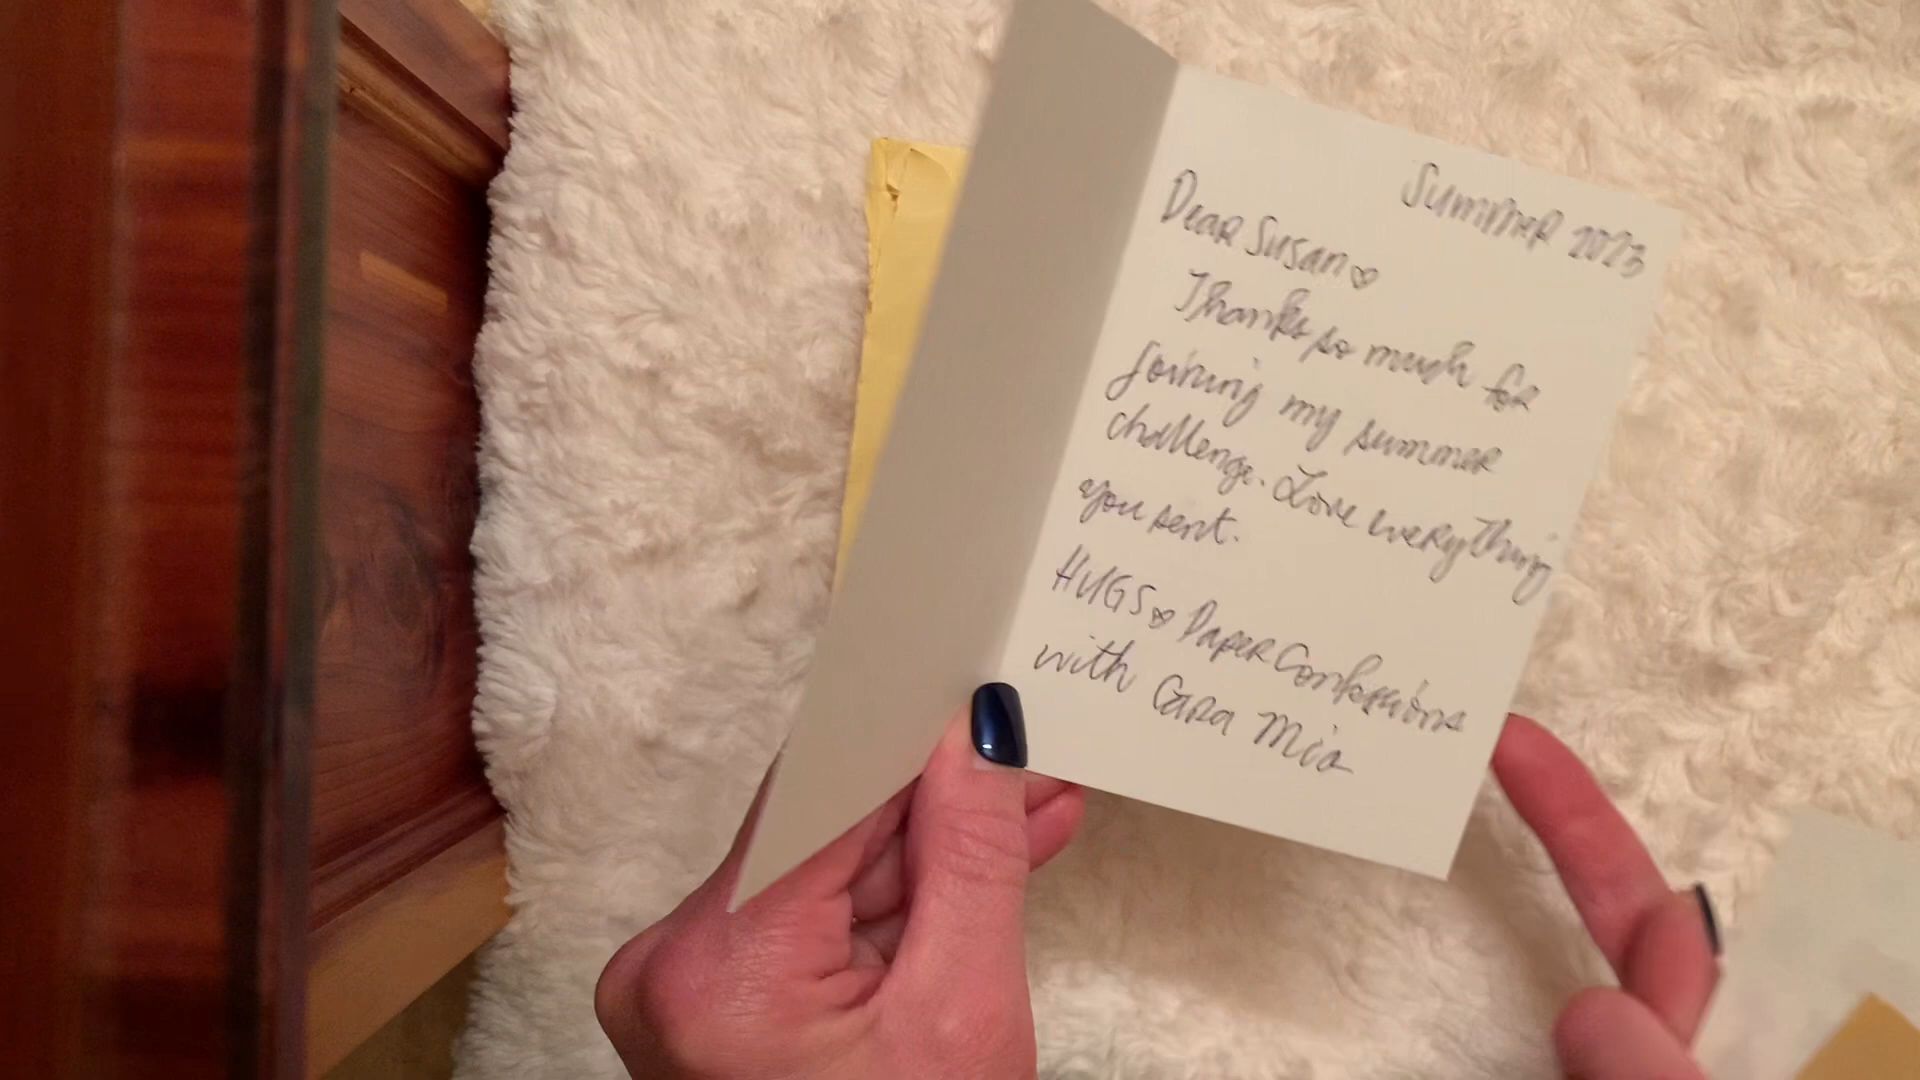 Summer 2023
Dear Susan♡
Thanks so much for
joining my summer
challenge. Love everything
you sent.
HUGS♡ Paper Confessions
with Cara Mia